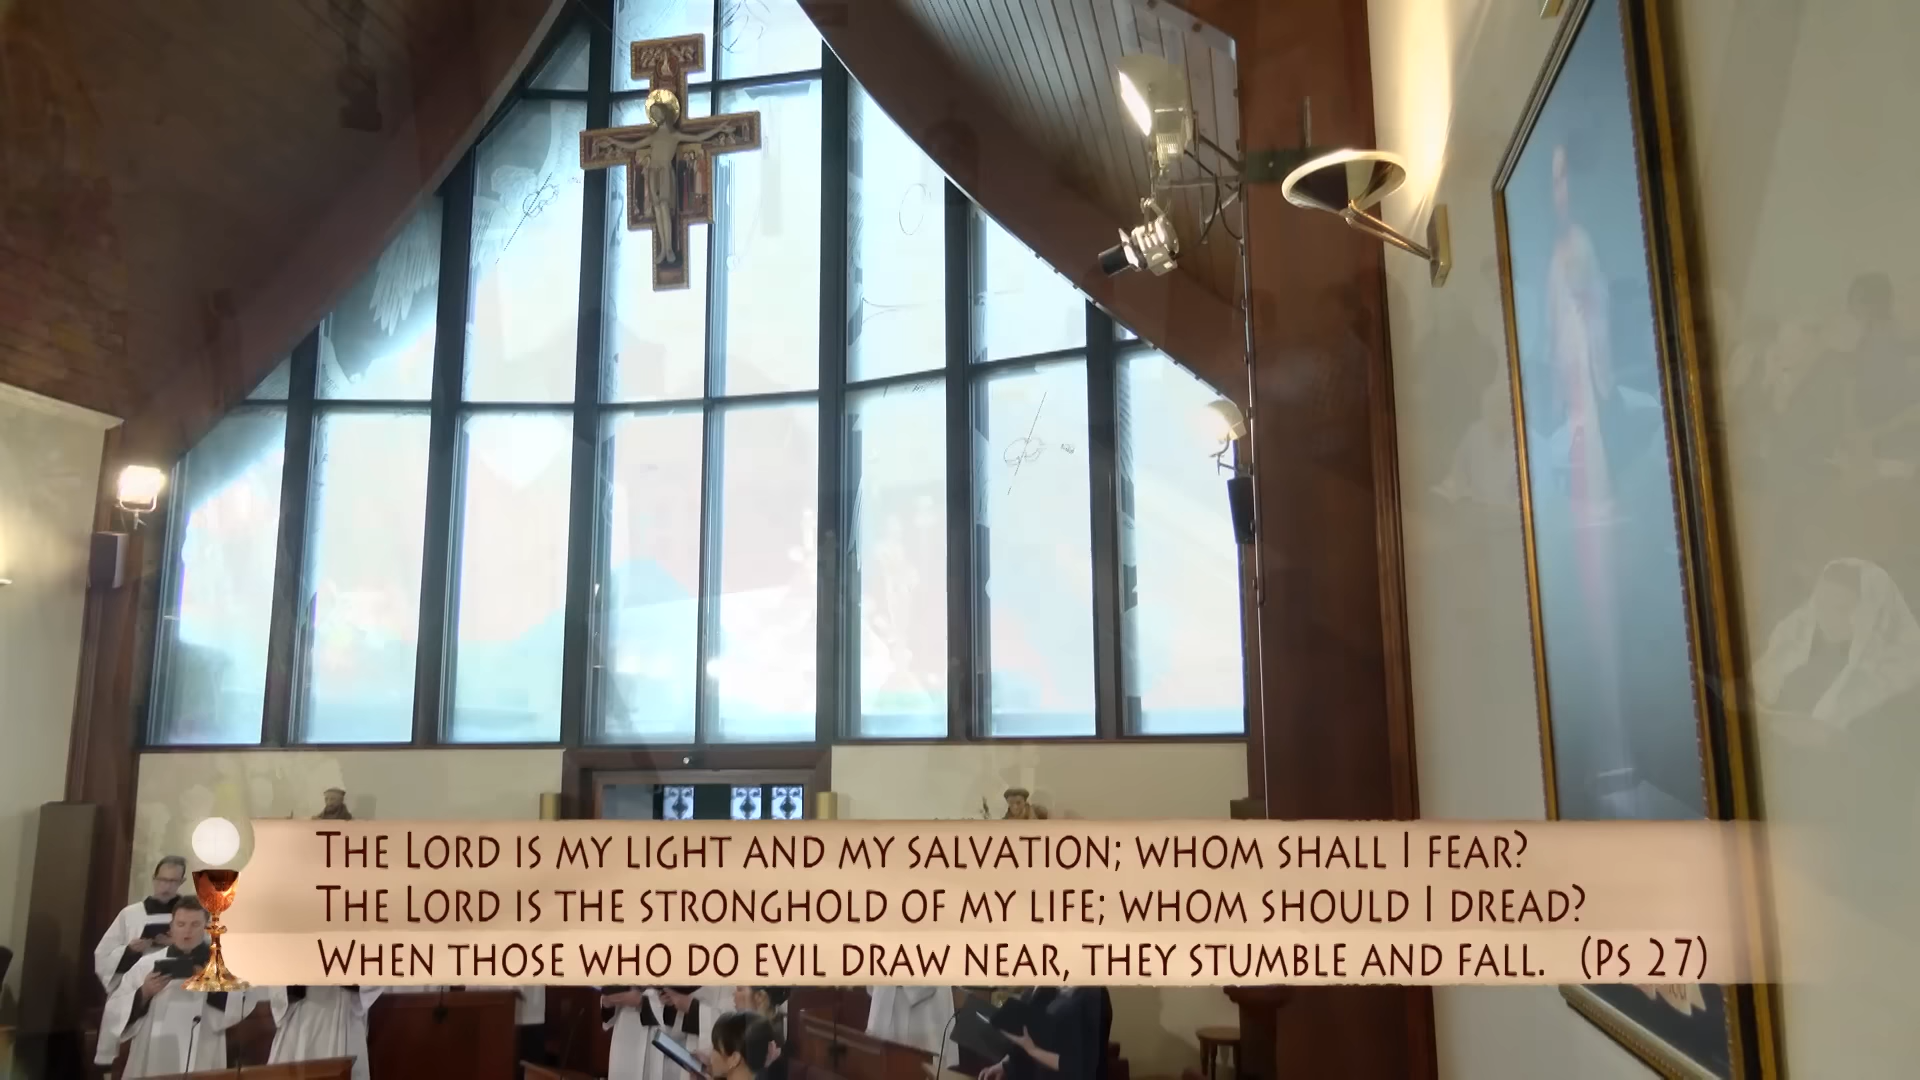 The Lord is my light and my salvation; whom shall I fear?
The Lord is the stronghold of my life; whom should I dread?
When those who do evil draw near, they stumble and fall. (Ps 27)